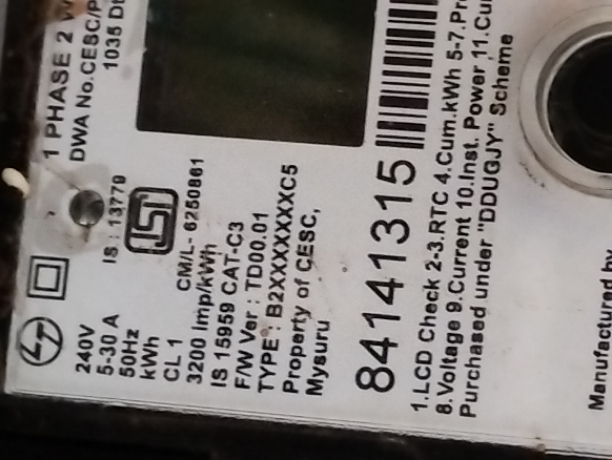 1 PHASE 2
DWA No.CESC/
1035
IS : 13779
ISI
CM/L- 6250861
240V
5-30 A
50Hz
kWh
CL 1
3200 Imp/kWh
IS 15959 CAT-C3
F/W Ver : TD00.01
TYPE : B2XXXXXXXXC5
Property of CESC,
Mysuru
84141315
1.LCD Check 2-3.RTC 4.Cum.kWh 5-7.
8.Voltage 9.Current 10.Inst. Power 11.
Purchased under "DDUGJY" Scheme
Manufactured by